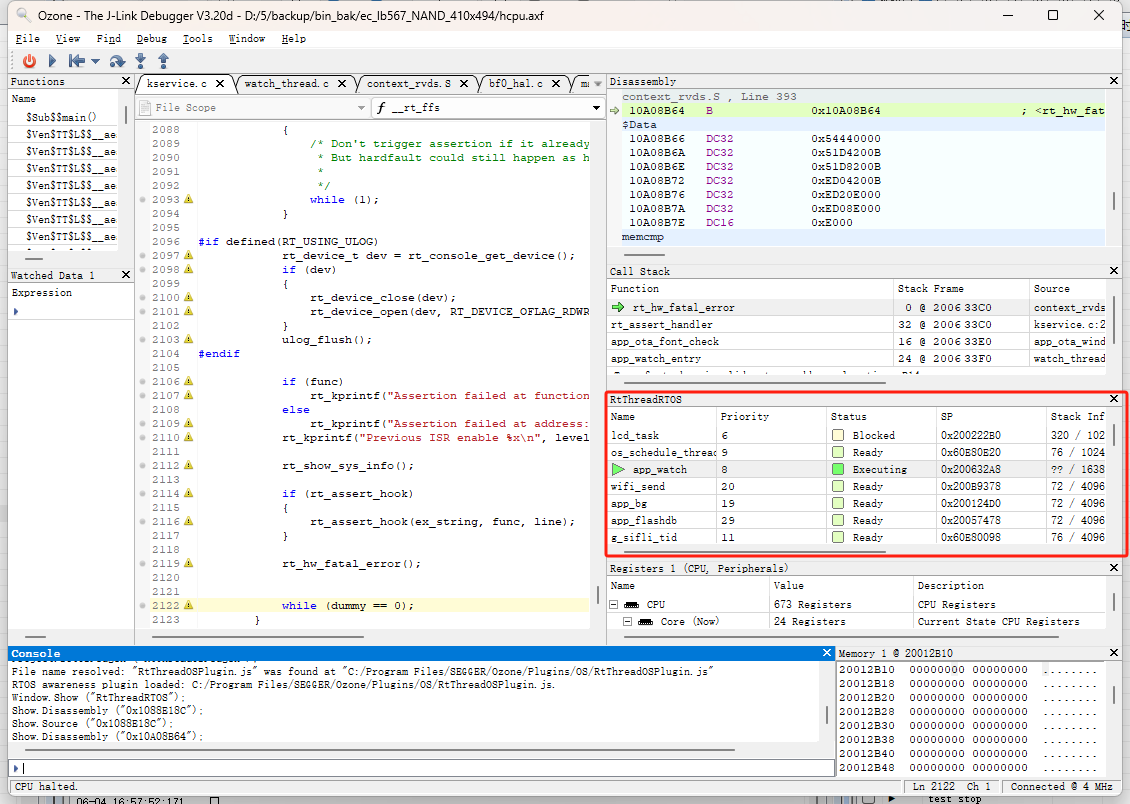 Ozone - The J-Link Debugger V3.20d - D:/5/backup/bin_bak/ec_lb567_NAND_410x494/hcpu.axf
File View Find Debug Tools Window Help
Functions
Name
$Sub$$main()
$Ven$TT$L$$__ae
$Ven$TT$L$$__ae
$Ven$TT$L$$__ae
$Ven$TT$L$$__ae
$Ven$TT$L$$__ae
$Ven$TT$L$$__ae
$Ven$TT$L$$__ae
Watched Data 1
Expression
kservice.c watch_thread.c context_rvds.S bf0_hal.c
File Scope
f __rt_ffs
2088 {
2089 /* Don't trigger assertion if it already
2090 * But hardfault could still happen as h
2091 *
2092 */
2093 while (1);
2094 }
2095
2096 #if defined(RT_USING_ULOG)
2097 rt_device_t dev = rt_console_get_device();
2098 if (dev)
2099 {
2100 rt_device_close(dev);
2101 rt_device_open(dev, RT_DEVICE_OFLAG_RDWR
2102 }
2103 ulog_flush();
2104 #endif
2105
2106 if (func)
2107 rt_kprintf("Assertion failed at function
2108 else
2109 rt_kprintf("Assertion failed at address:
2110 rt_kprintf("Previous ISR enable %x\n", level
2111
2112 rt_show_sys_info();
2113
2114 if (rt_assert_hook)
2115 {
2116 rt_assert_hook(ex_string, func, line);
2117 }
2118
2119 rt_hw_fatal_error();
2120
2121
2122 while (dummy == 0);
2123 }
Disassembly
context_rvds.S , Line 393
10A08B64 B 0x10A08B64 ; <rt_hw_fat
$Data
10A08B66 DC32 0x54440000
10A08B6A DC32 0x51D4200B
10A08B6E DC32 0x51D8200B
10A08B72 DC32 0xED04200B
10A08B76 DC32 0xED20E000
10A08B7A DC32 0xED08E000
10A08B7E DC16 0xE000
memcmp
Call Stack
Function Stack Frame Source
rt_hw_fatal_error 0 @ 2006 33C0 context_rvds
rt_assert_handler 32 @ 2006 33C0 kservice.c:2
app_ota_font_check 16 @ 2006 33E0 app_ota_wind
app_watch_entry 24 @ 2006 33F0 watch_thread
RtThreadRTOS
Name Priority Status SP Stack Inf
lcd_task 6 Blocked 0x200222B0 320 / 102
os_schedule_threac 9 Ready 0x60E80E20 76 / 1024
app_watch 8 Executing 0x200632A8 ?? / 1638
wifi_send 20 Ready 0x200B9378 72 / 4096
app_bg 19 Ready 0x200124D0 72 / 4096
app_flashdb 29 Ready 0x20057478 72 / 4096
g_sifli_tid 11 Ready 0x60E80098 76 / 4096
Registers 1 (CPU, Peripherals)
Name Value Description
CPU 673 Registers CPU Registers
Core (Now) 24 Registers Current State CPU Registers
Console
File name resolved: "RtThreadOSPlugin.js" was found at "C:/Program Files/SEGGER/Ozone/Plugins/OS/RtThreadOSPlugin.js"
RTOS awareness plugin loaded: C:/Program Files/SEGGER/Ozone/Plugins/OS/RtThreadOSPlugin.js.
Window.Show ("RtThreadRTOS");
Show.Disassembly ("0x1088E18C");
Show.Source ("0x1088E18C");
Show.Disassembly ("0x10A08B64");
Memory 1 @ 20012B10
20012B10 00000000 00000000 ........
20012B18 00000000 00000000 ........
20012B20 00000000 00000000 ........
20012B28 00000000 00000000 ........
20012B30 00000000 00000000 ........
20012B38 00000000 00000000 ........
20012B40 00000000 00000000 ........
20012B48 00000000 00000000 ........
CPU halted.
Ln 2122 Ch 1 Connected @ 4 MHz
06-04 16:57:52:171
test stop